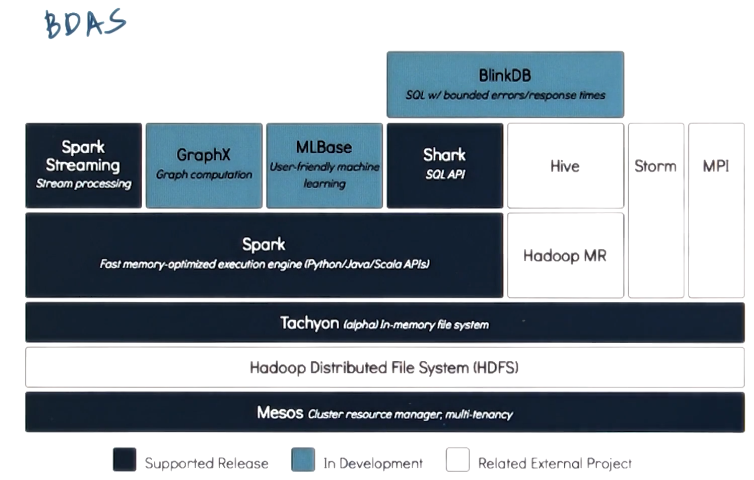 BDAS
BlinkDB
SQL w/ bounded errors/response times
Spark
Streaming
Stream processing
GraphX
Graph computation
MLBase
User-friendly machine
learning
Shark
SQL API
Hive
Storm
MPI
Spark
Fast memory-optimized execution engine (Python/Java/Scala APIs)
Hadoop MR
Tachyon (alpha) In-memory file system
Hadoop Distributed File System (HDFS)
Mesos Cluster resource manager, multi-tenancy
Supported Release
In Development
Related External Project